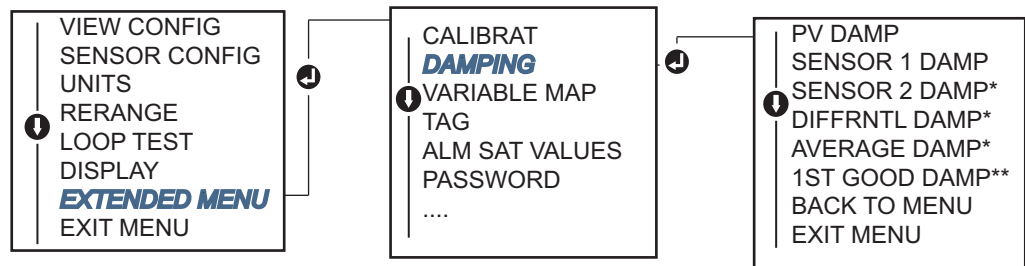 VIEW CONFIG
SENSOR CONFIG
UNITS
RERANGE
LOOP TEST
DISPLAY
EXTENDED MENU
EXIT MENU
CALIBRAT
DAMPING
VARIABLE MAP
TAG
ALM SAT VALUES
PASSWORD
....
PV DAMP
SENSOR 1 DAMP
SENSOR 2 DAMP*
DIFFRNTL DAMP*
AVERAGE DAMP*
1ST GOOD DAMP**
BACK TO MENU
EXIT MENU